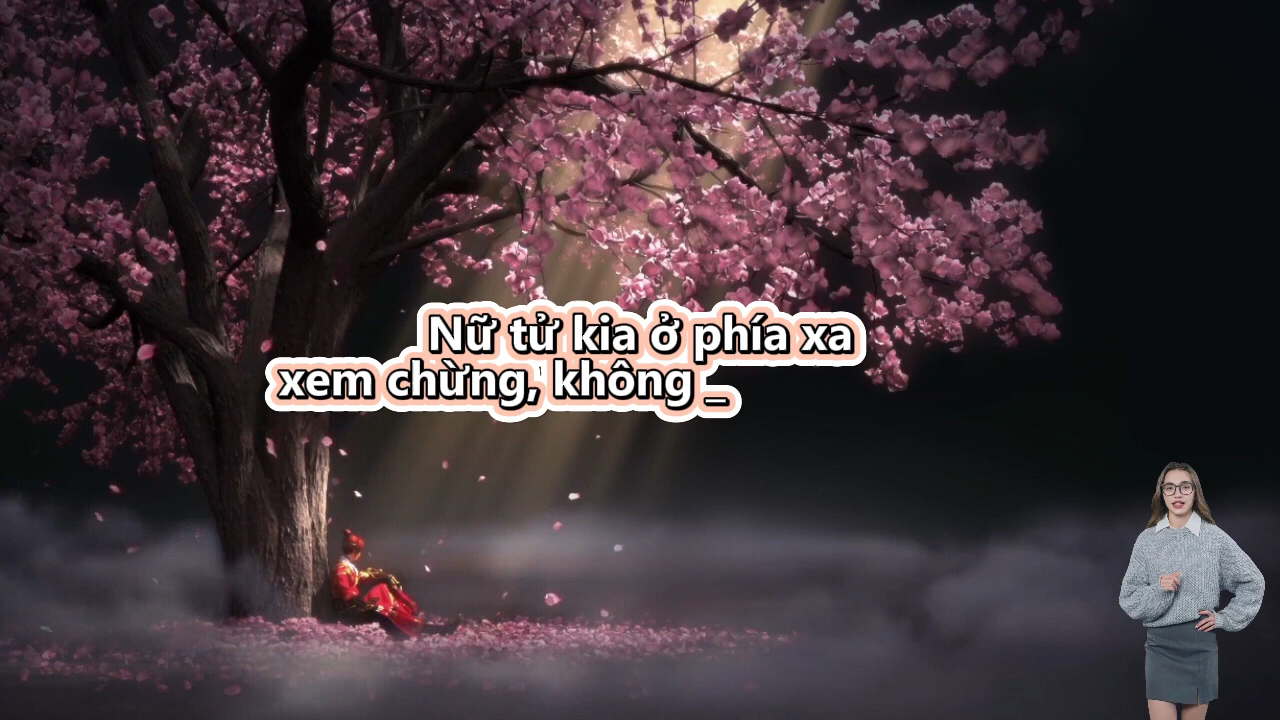 Nữ tử kia ở phía xa
xem chừng, không _